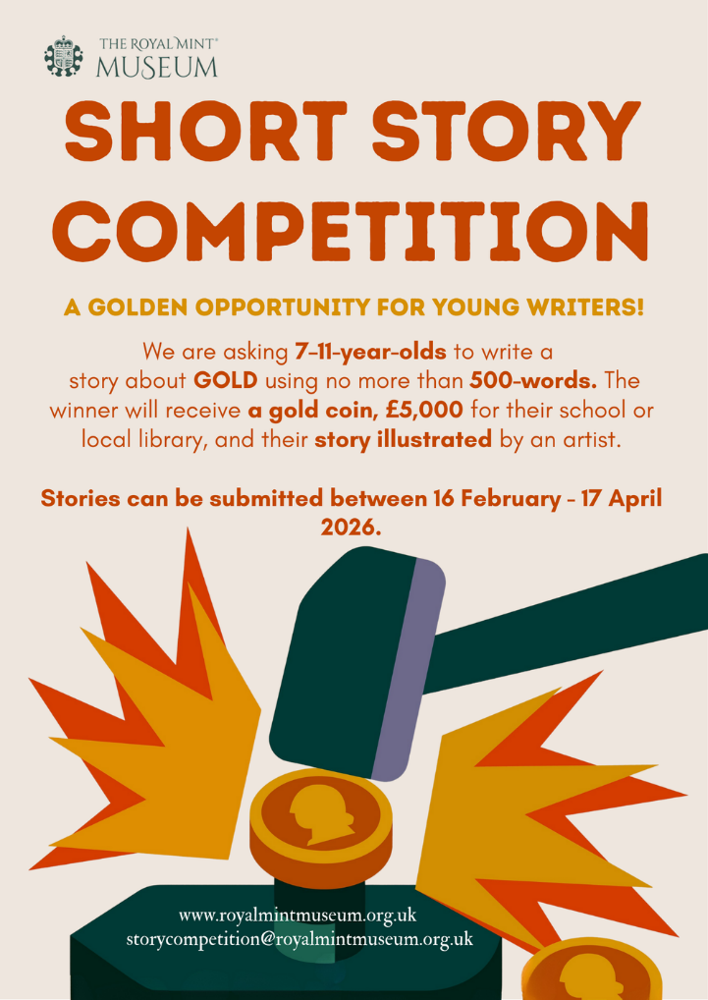 THE ROYAL MINT®
MUSEUM
SHORT STORY
COMPETITION
A GOLDEN OPPORTUNITY FOR YOUNG WRITERS!
We are asking 7-11-year-olds to write a
story about GOLD using no more than 500-words. The
winner will receive a gold coin, £5,000 for their school or
local library, and their story illustrated by an artist.
Stories can be submitted between 16 February - 17 April
2026.
www.royalmintmuseum.org.uk
storycompetition@royalmintmuseum.org.uk